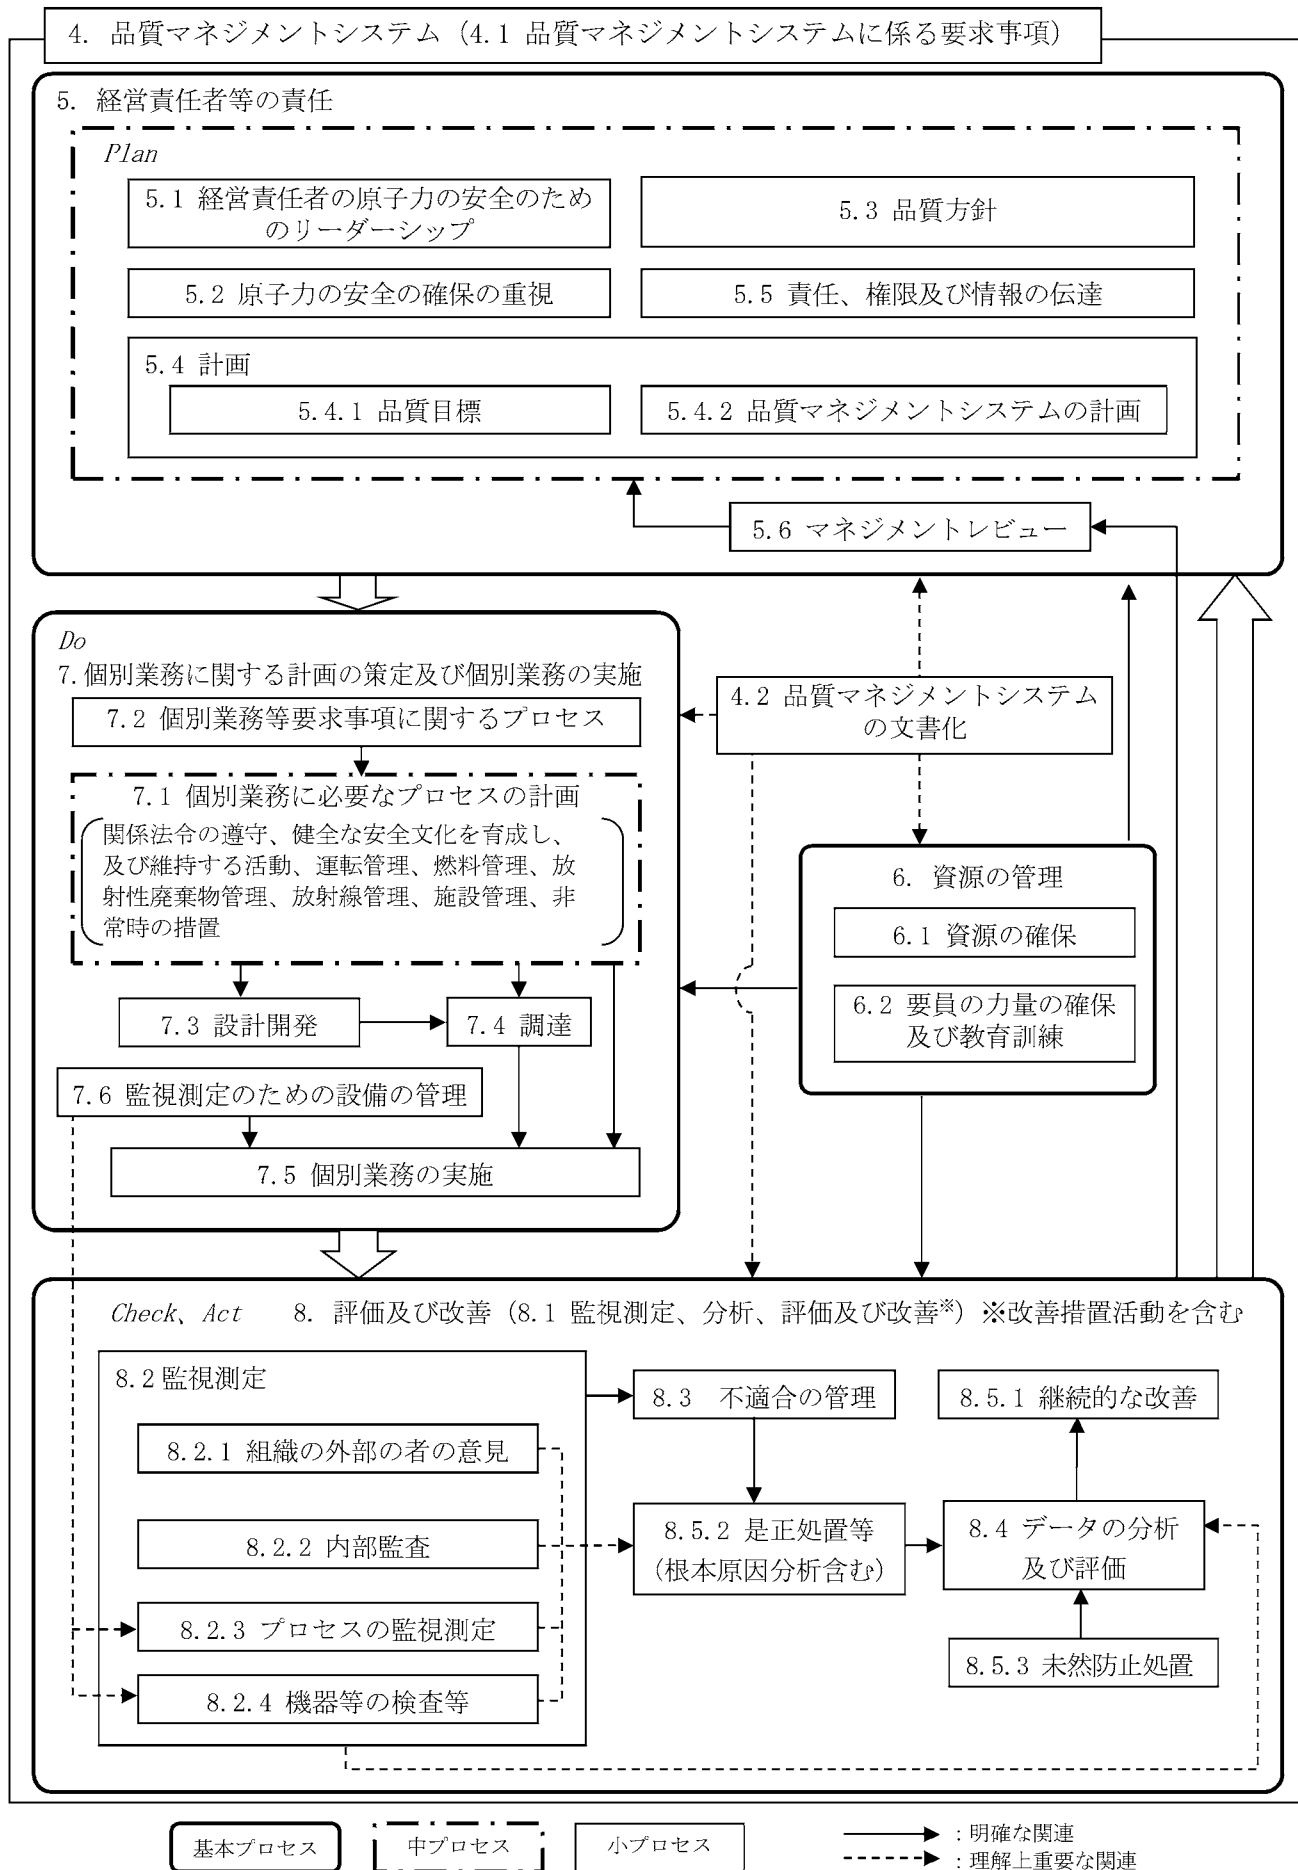 4. 品質マネジメントシステム（4.1 品質マネジメントシステムに係る要求事項）
5. 経営責任者等の責任
Plan
5.1 経営責任者の原子力の安全のため
のリーダーシップ
5.3 品質方針
5.2 原子力の安全の確保の重視
5.5 責任、権限及び情報の伝達
5.4 計画
5.4.1 品質目標
5.4.2 品質マネジメントシステムの計画
5.6 マネジメントレビュー
Do
7.個別業務に関する計画の策定及び個別業務の実施
7.2 個別業務等要求事項に関するプロセス
4.2 品質マネジメントシステム
の文書化
7.1 個別業務に必要なプロセスの計画
関係法令の遵守、健全な安全文化を育成し、
及び維持する活動、運転管理、燃料管理、放
射性廃棄物管理、放射線管理、施設管理、非
常時の措置
6. 資源の管理
6.1 資源の確保
6.2 要員の力量の確保
及び教育訓練
7.3 設計開発
7.4 調達
7.6 監視測定のための設備の管理
7.5 個別業務の実施
Check、Act 8. 評価及び改善（8.1 監視測定、分析、評価及び改善※）※改善措置活動を含む
8.2監視測定
8.3 不適合の管理
8.5.1 継続的な改善
8.2.1 組織の外部の者の意見
8.2.2 内部監査
8.5.2 是正処置等
（根本原因分析含む）
8.4 データの分析
及び評価
8.2.3 プロセスの監視測定
8.5.3 未然防止処置
8.2.4 機器等の検査等
基本プロセス
中プロセス
小プロセス
：明確な関連
：理解上重要な関連